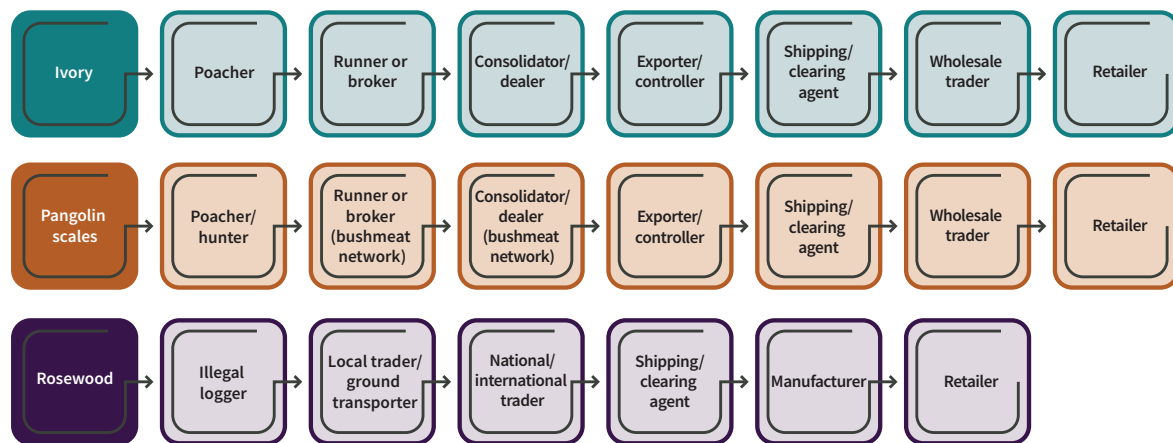 Ivory
Poacher
Runner or
broker
Consolidator/
dealer
Exporter/
controller
Shipping/
clearing
agent
Wholesale
trader
Retailer
Pangolin
scales
Poacher/
hunter
Runner or
broker
(bushmeat
network)
Consolidator/
dealer
(bushmeat
network)
Exporter/
controller
Shipping/
clearing
agent
Wholesale
trader
Retailer
Rosewood
Illegal
logger
Local trader/
ground
transporter
National/
international
trader
Shipping/
clearing
agent
Manufacturer
Retailer